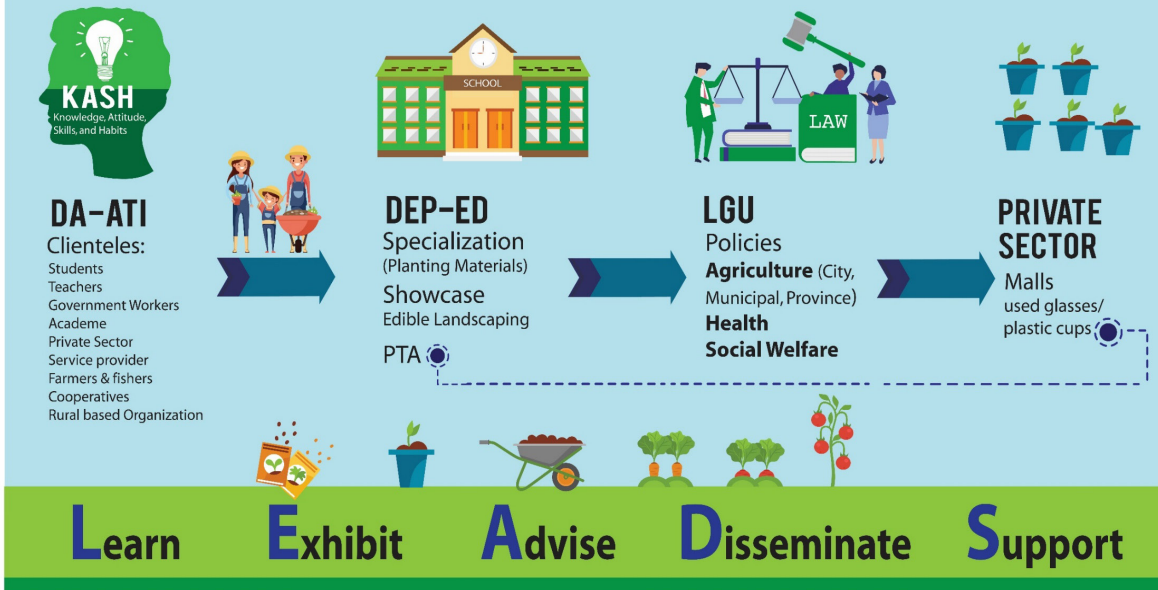 KASH
Knowledge, Attitude,
Skills, and Habits
DA-ATI
Clienteles:
Students
Teachers
Government Workers
Academe
Private Sector
Service provider
Farmers & fishers
Cooperatives
Rural based Organization
SCHOOL
DEP-ED
Specialization
(Planting Materials)
Showcase
Edible Landscaping
PTA
LAW
LGU
Policies
Agriculture (City,
Municipal, Province)
Health
Social Welfare
PRIVATE
SECTOR
Malls
used glasses/
plastic cups
Learn Exhibit Advise Disseminate Support